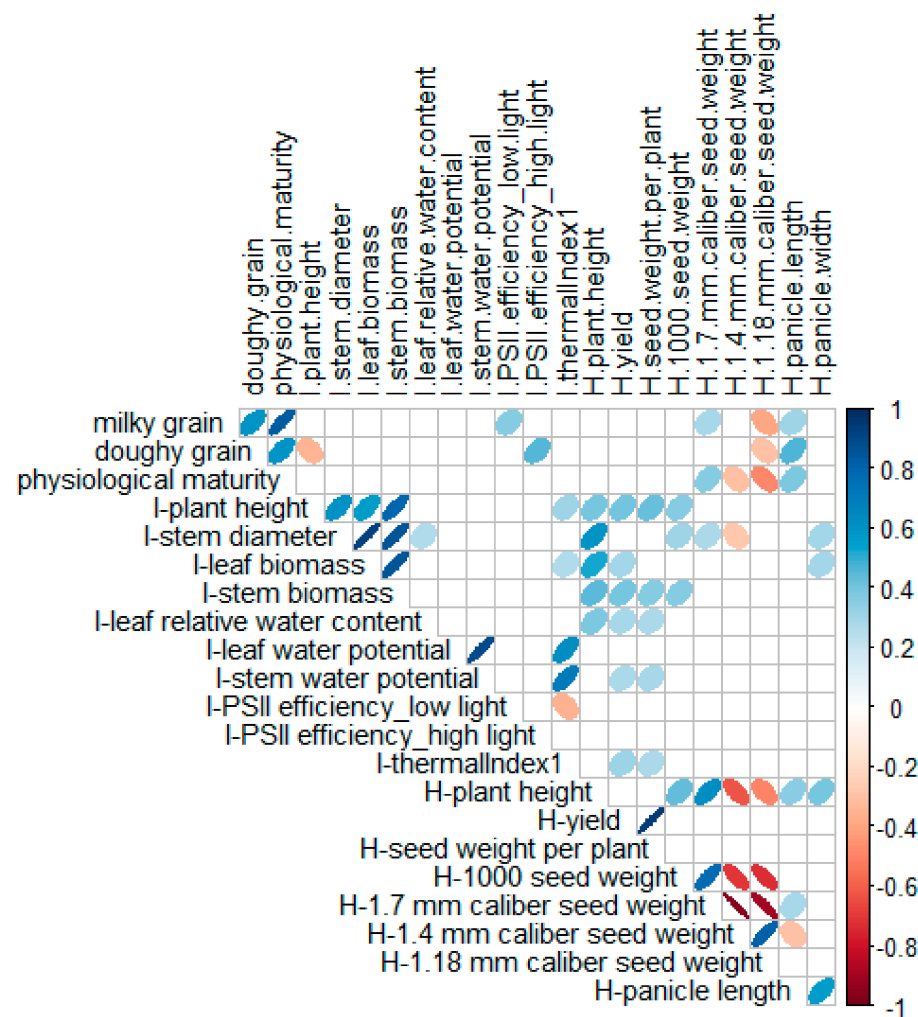 doughy.grain
physiological.maturity
I.plant.height
I.stem.diameter
I.leaf.biomass
I.stem.biomass
I.leaf.relative.water.content
I.leaf.water.potential
I.stem.water.potential
I.PSII.efficiency_low.light
I.PSII.efficiency_high.light
I.thermalIndex1
H.plant.height
H.yield
H.seed.weight.per.plant
H.1000.seed.weight
H.1.7.mm.caliber.seed.weight
H.1.4.mm.caliber.seed.weight
H.1.18.mm.caliber.seed.weight
H.panicle.length
H.panicle.width
milky grain
doughy grain
physiological maturity
I-plant height
I-stem diameter
I-leaf biomass
I-stem biomass
I-leaf relative water content
I-leaf water potential
I-stem water potential
I-PSII efficiency_low light
I-PSII efficiency_high light
I-thermalIndex1
H-plant height
H-yield
H-seed weight per plant
H-1000 seed weight
H-1.7 mm caliber seed weight
H-1.4 mm caliber seed weight
H-1.18 mm caliber seed weight
H-panicle length
1
0.8
0.6
0.4
0.2
0
-0.2
-0.4
-0.6
-0.8
-1